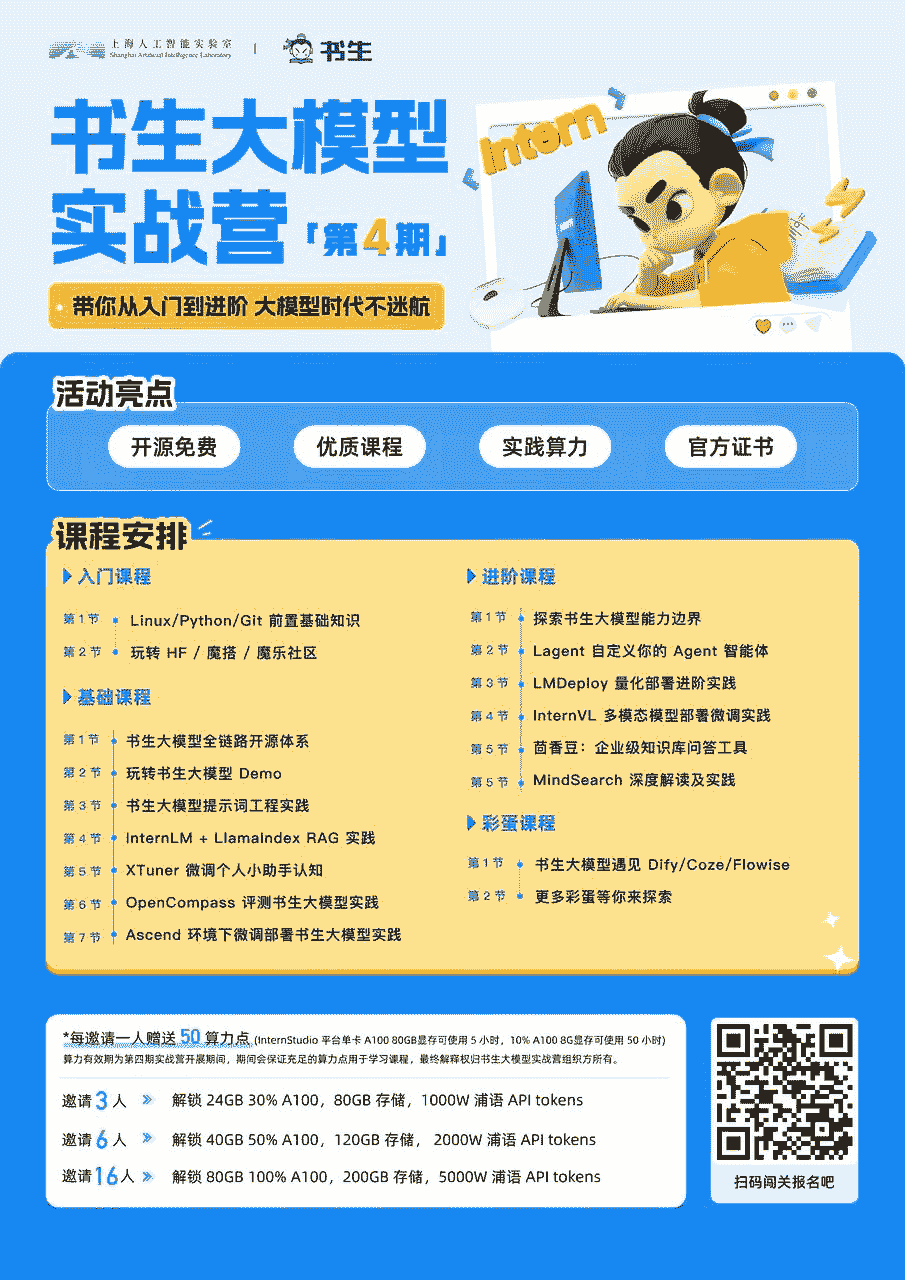 上海人工智能实验室
Shanghai Artificial Intelligence Laboratory
书生
书生大模型
实战营「第4期」
带你从入门到进阶 大模型时代不迷航
Intern
活动亮点
开源免费
优质课程
实践算力
官方证书
课程安排
入门课程
第1节 Linux/Python/Git 前置基础知识
第2节 玩转 HF / 魔搭 / 魔乐社区
基础课程
第1节 书生大模型全链路开源体系
第2节 玩转书生大模型 Demo
第3节 书生大模型提示词工程实践
第4节 InternLM + LlamaIndex RAG 实践
第5节 XTuner 微调个人小助手认知
第6节 OpenCompass 评测书生大模型实践
第7节 Ascend 环境下微调部署书生大模型实践
进阶课程
第1节 探索书生大模型能力边界
第2节 Lagent 自定义你的 Agent 智能体
第3节 LMDeploy 量化部署进阶实践
第4节 InternVL 多模态模型部署微调实践
第5节 茴香豆：企业级知识库问答工具
第5节 MindSearch 深度解读及实践
彩蛋课程
第1节 书生大模型遇见 Dify/Coze/Flowise
第2节 更多彩蛋等你来探索
*每邀请一人赠送 50 算力点 (InternStudio 平台单卡 A100 80GB显存可使用 5 小时，10% A100 8G显存可使用 50 小时)
算力有效期为第四期实战营开展期间，期间会保证充足的算力点用于学习课程，最终解释权归书生大模型实战营组织方所有。
邀请3人 » 解锁 24GB 30% A100，80GB 存储，1000W 浦语 API tokens
邀请6人 » 解锁 40GB 50% A100，120GB 存储， 2000W 浦语 API tokens
邀请16人 » 解锁 80GB 100% A100，200GB 存储，5000W 浦语 API tokens
扫码闯关报名吧